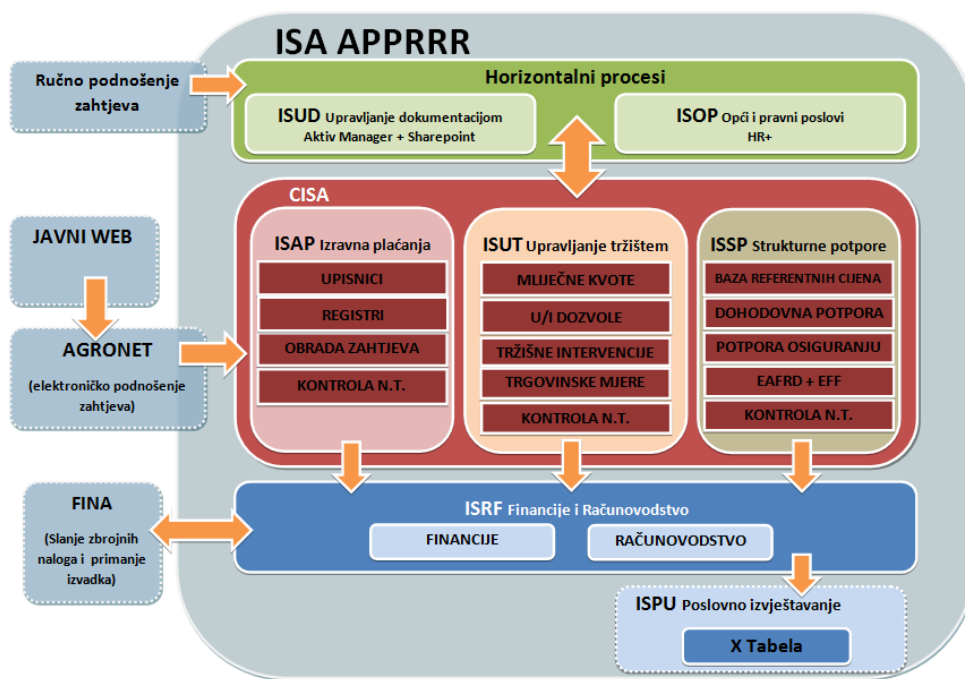 ISA APPRRR
Ručno podnošenje
zahtjeva
Horizontalni procesi
ISUD Upravljanje dokumentacijom
Aktiv Manager + Sharepoint
ISOP Opći i pravni poslovi
HR+
JAVNI WEB
AGRONET
(elektroničko podnošenje
zahtjeva)
CISA
ISAP Izravna plaćanja
UPISNICI
REGISTRI
OBRADA ZAHTJEVA
KONTROLA N.T.
ISUT Upravljanje tržištem
MLIJEČNE KVOTE
U/I DOZVOLE
TRŽIŠNE INTERVENCIJE
TRGOVINSKE MJERE
KONTROLA N.T.
ISSP Strukturne potpore
BAZA REFERENTNIH CIJENA
DOHODOVNA POTPORA
POTPORA OSIGURANJU
EAFRD + EFF
KONTROLA N.T.
FINA
(Slanje zbrojnih
naloga i primanje
izvadka)
ISRF Financije i Računovodstvo
FINANCIJE
RAČUNOVODSTVO
ISPU Poslovno izvještavanje
X Tabela